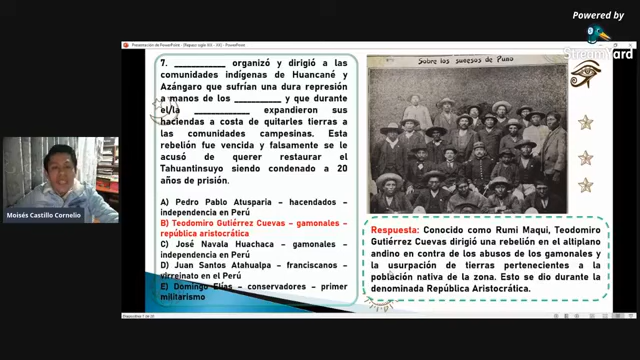 Powered by
StreamYard
Presentación de PowerPoint - [Repaso siglo XIX - XX] - PowerPoint
7. ____________ organizó y dirigió a las
comunidades indígenas de Huancané y
Azángaro que sufrían una dura represión
a manos de los ___________ y que durante
el/la _____________ expandieron sus
haciendas a costa de quitarles tierras a
las comunidades campesinas. Esta
rebelión fue vencida y falsamente se le
acusó de querer restaurar el
Tahuantinsuyo siendo condenado a 20
años de prisión.
A) Pedro Pablo Atusparia – hacendados –
independencia en Perú
B) Teodomiro Gutiérrez Cuevas – gamonales –
república aristocrática
C) José Navala Huachaca – gamonales –
independencia en Perú
D) Juan Santos Atahualpa – franciscanos –
virreinato en el Perú
E) Domingo Elías – conservadores – primer
militarismo
Sobre los sucesos de Puno
Respuesta: Conocido como Rumi Maqui, Teodomiro
Gutiérrez Cuevas dirigió una rebelión en el altiplano
andino en contra de los abusos de los gamonales y
la usurpación de tierras pertenecientes a la
población nativa de la zona. Esto se dio durante la
denominada República Aristocrática.
Moisés Castillo Cornelio